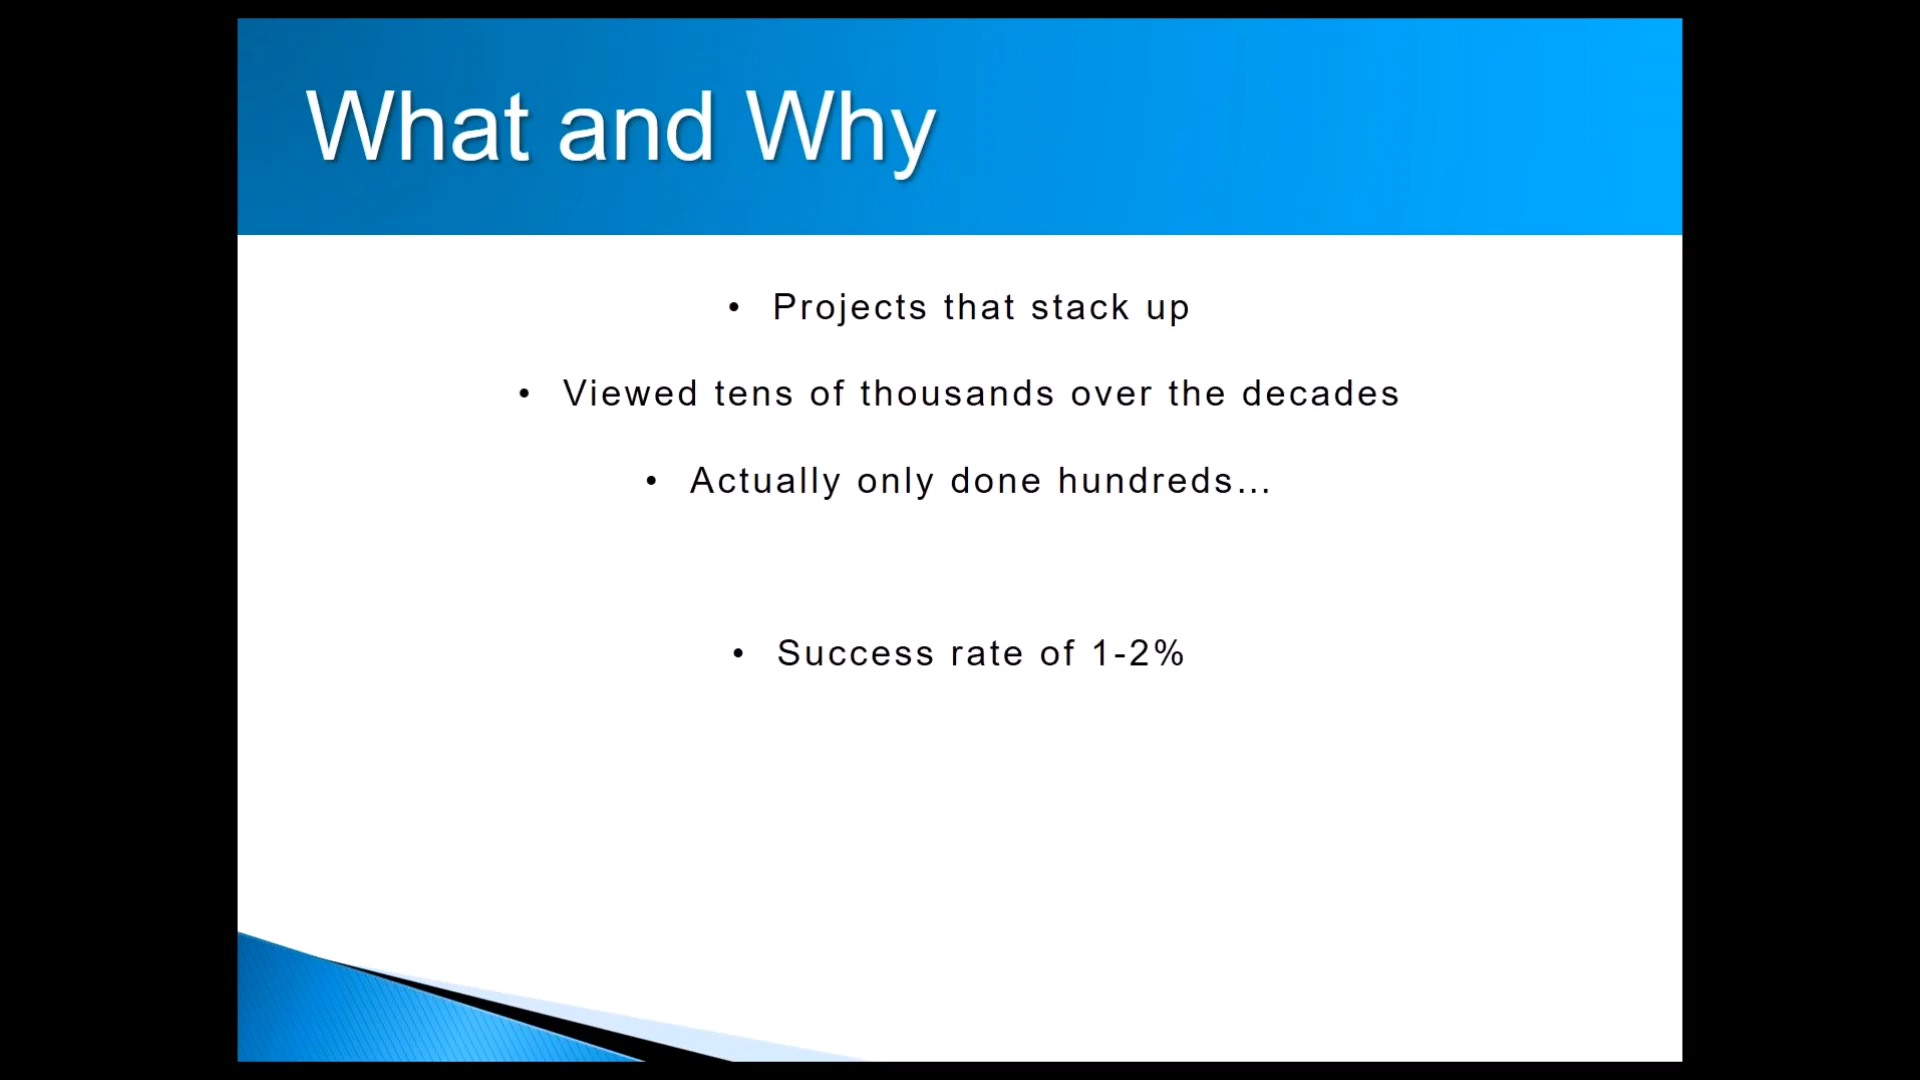 What and Why
• Projects that stack up
• Viewed tens of thousands over the decades
• Actually only done hundreds...
• Success rate of 1-2%